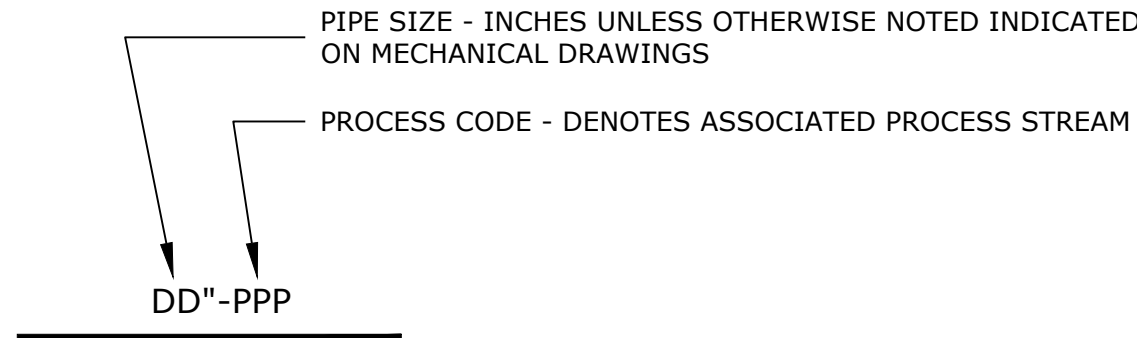 PIPE SIZE - INCHES UNLESS OTHERWISE NOTED INDICATED
ON MECHANICAL DRAWINGS
PROCESS CODE - DENOTES ASSOCIATED PROCESS STREAM
DD"-PPP